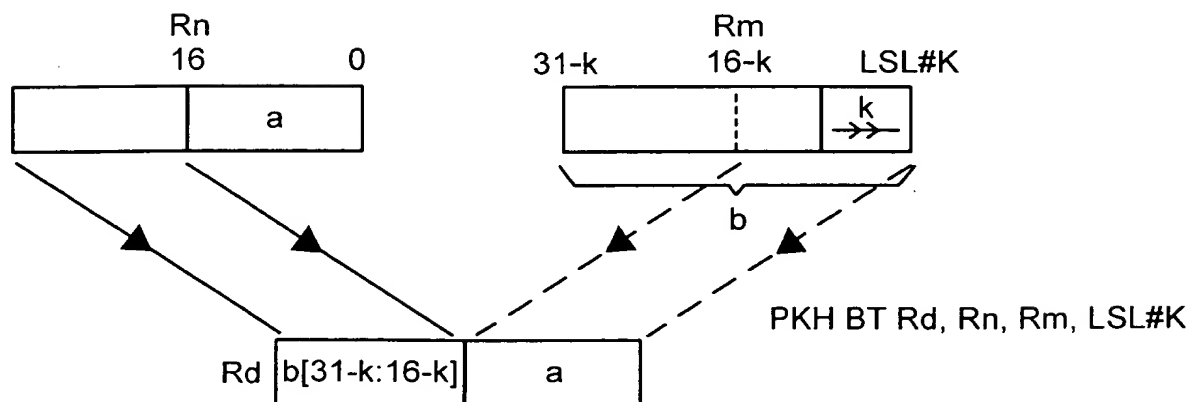 Rn
16 0
a
Rm
31-k 16-k LSL#K
k
b
PKH BT Rd, Rn, Rm, LSL#K
Rd b[31-k:16-k] a